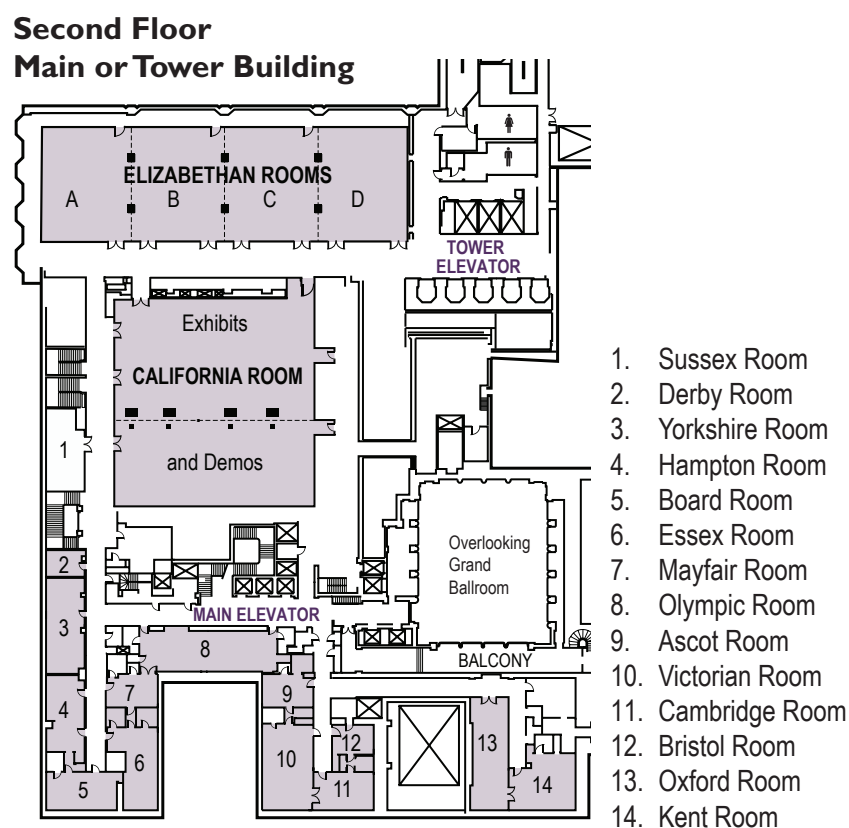 Second Floor
Main or Tower Building
ELIZABETHAN ROOMS
A B C D
TOWER
ELEVATOR
Exhibits
CALIFORNIA ROOM
and Demos
1
2
3
4
5
6
7
8
9
10
11
12
13
14
Overlooking
Grand
Ballroom
MAIN ELEVATOR
BALCONY
1. Sussex Room
2. Derby Room
3. Yorkshire Room
4. Hampton Room
5. Board Room
6. Essex Room
7. Mayfair Room
8. Olympic Room
9. Ascot Room
10. Victorian Room
11. Cambridge Room
12. Bristol Room
13. Oxford Room
14. Kent Room